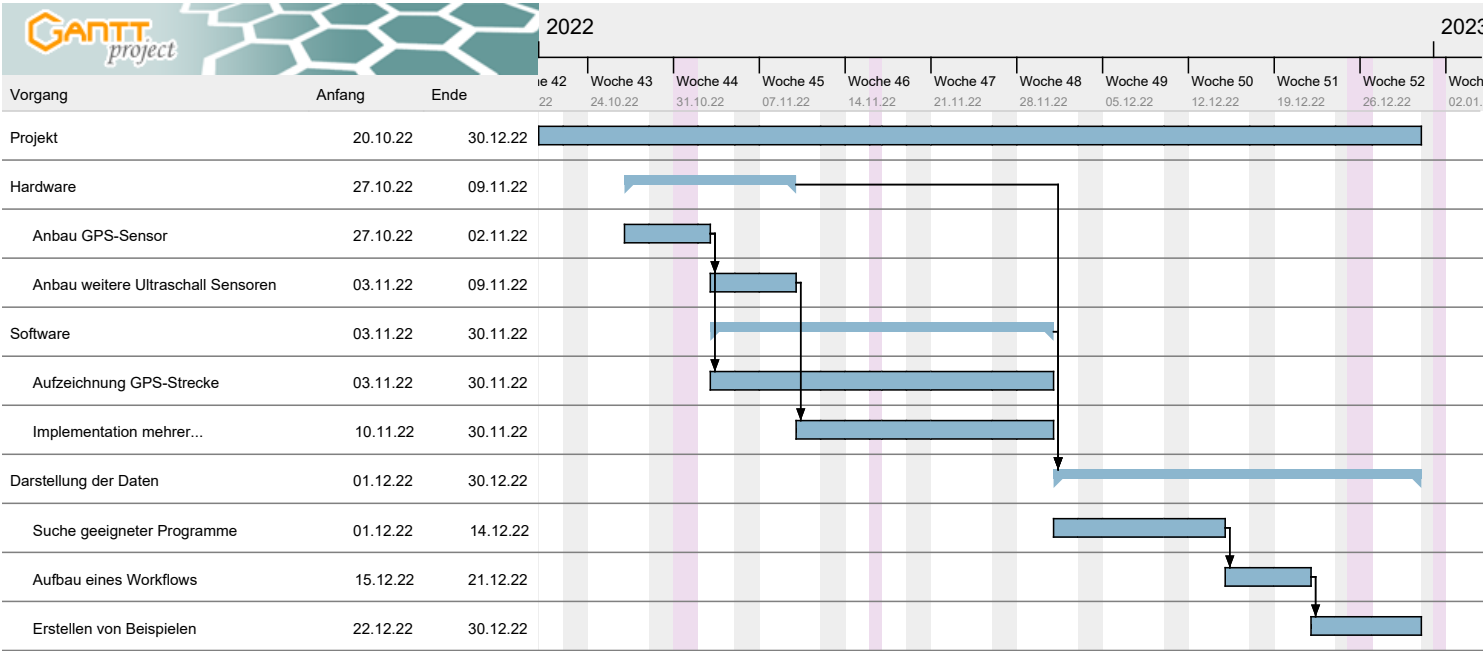 GANTT
project
2022
2023
e 42 Woche 43 Woche 44 Woche 45 Woche 46 Woche 47 Woche 48 Woche 49 Woche 50 Woche 51 Woche 52 Woch
Vorgang Anfang Ende 22 24.10.22 31.10.22 07.11.22 14.11.22 21.11.22 28.11.22 05.12.22 12.12.22 19.12.22 26.12.22 02.01.
Projekt 20.10.22 30.12.22
Hardware 27.10.22 09.11.22
Anbau GPS-Sensor 27.10.22 02.11.22
Anbau weitere Ultraschall Sensoren 03.11.22 09.11.22
Software 03.11.22 30.11.22
Aufzeichnung GPS-Strecke 03.11.22 30.11.22
Implementation mehrer... 10.11.22 30.11.22
Darstellung der Daten 01.12.22 30.12.22
Suche geeigneter Programme 01.12.22 14.12.22
Aufbau eines Workflows 15.12.22 21.12.22
Erstellen von Beispielen 22.12.22 30.12.22